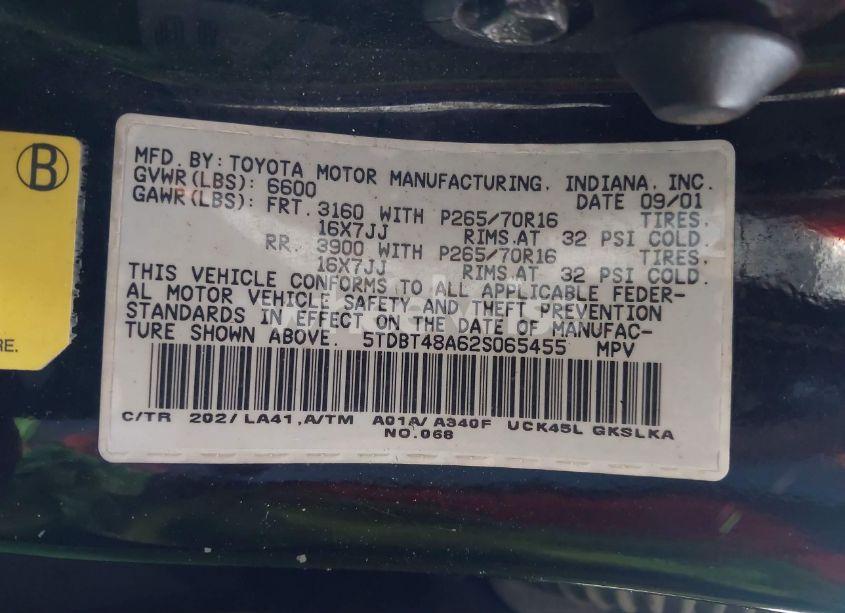 B
RE.
MFD. BY: TOYOTA MOTOR MANUFACTURING, INDIANA, INC.
GVWR(LBS): 6600 DATE 09/01
GAWR(LBS): FRT. 3160 WITH P265/70R16 TIRES.
16X7JJ RIMS.AT 32 PSI COLD.
RR. 3900 WITH P265/70R16 TIRES.
16X7JJ RIMS.AT 32 PSI COLD.
THIS VEHICLE CONFORMS TO ALL APPLICABLE FEDER-
AL MOTOR VEHICLE SAFETY AND THEFT PREVENTION
STANDARDS IN EFFECT ON THE DATE OF MANUFAC-
TURE SHOWN ABOVE. 5TDBT48A62S065455 MPV
C/TR 202/LA41,A/TM A01A/A340F UCK45L GKSLKA
NO.068